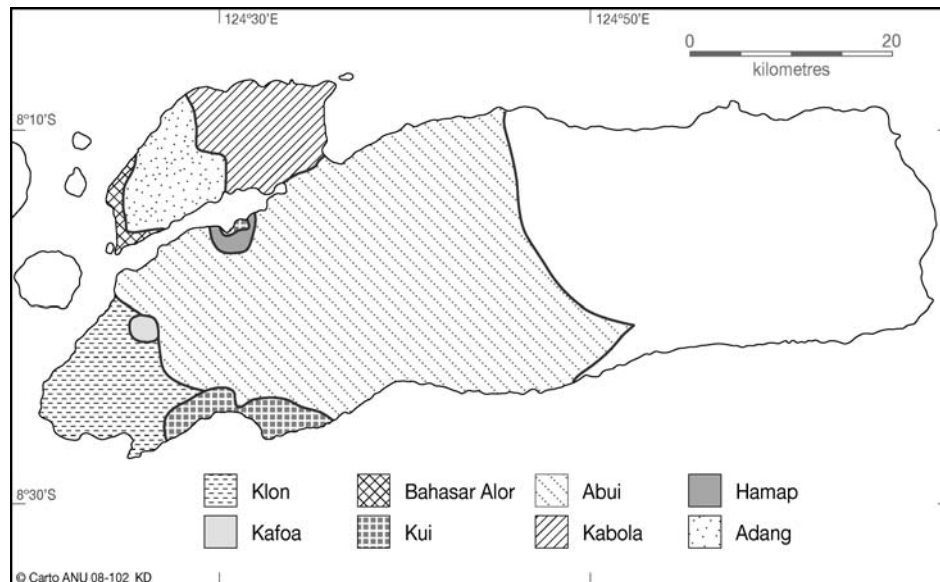 124°30'E
124°50'E
0 20
kilometres
8°10'S
8°30'S
Klon
Bahasar Alor
Abui
Hamap
Kafoa
Kui
Kabola
Adang
© Carto ANU 08-102 KD